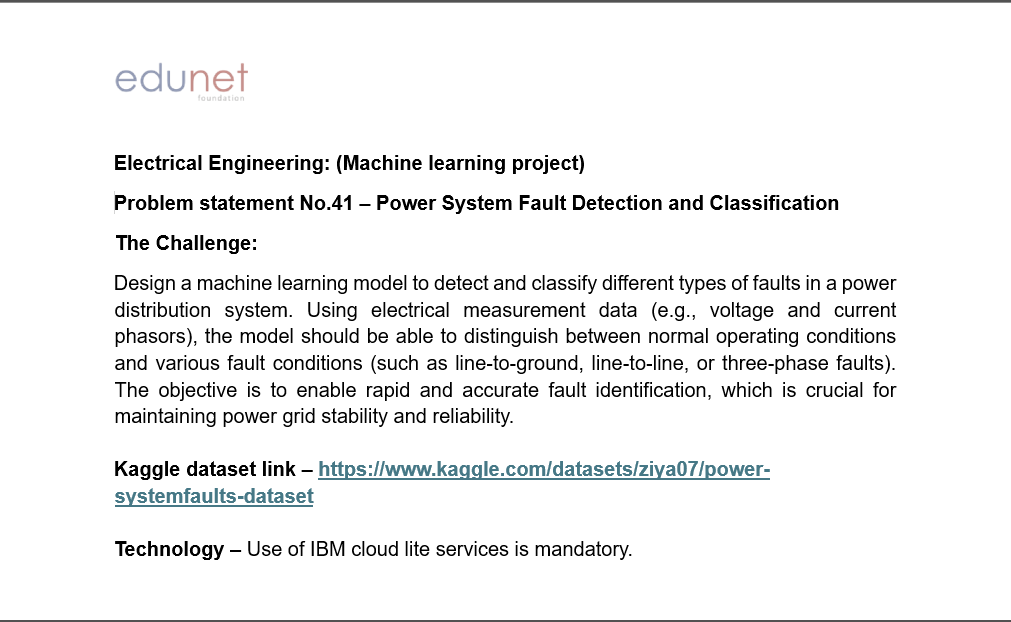 edunet
foundation
Electrical Engineering: (Machine learning project)
Problem statement No.41 – Power System Fault Detection and Classification
The Challenge:
Design a machine learning model to detect and classify different types of faults in a power
distribution system. Using electrical measurement data (e.g., voltage and current
phasors), the model should be able to distinguish between normal operating conditions
and various fault conditions (such as line-to-ground, line-to-line, or three-phase faults).
The objective is to enable rapid and accurate fault identification, which is crucial for
maintaining power grid stability and reliability.
Kaggle dataset link – https://www.kaggle.com/datasets/ziya07/power-
systemfaults-dataset
Technology – Use of IBM cloud lite services is mandatory.